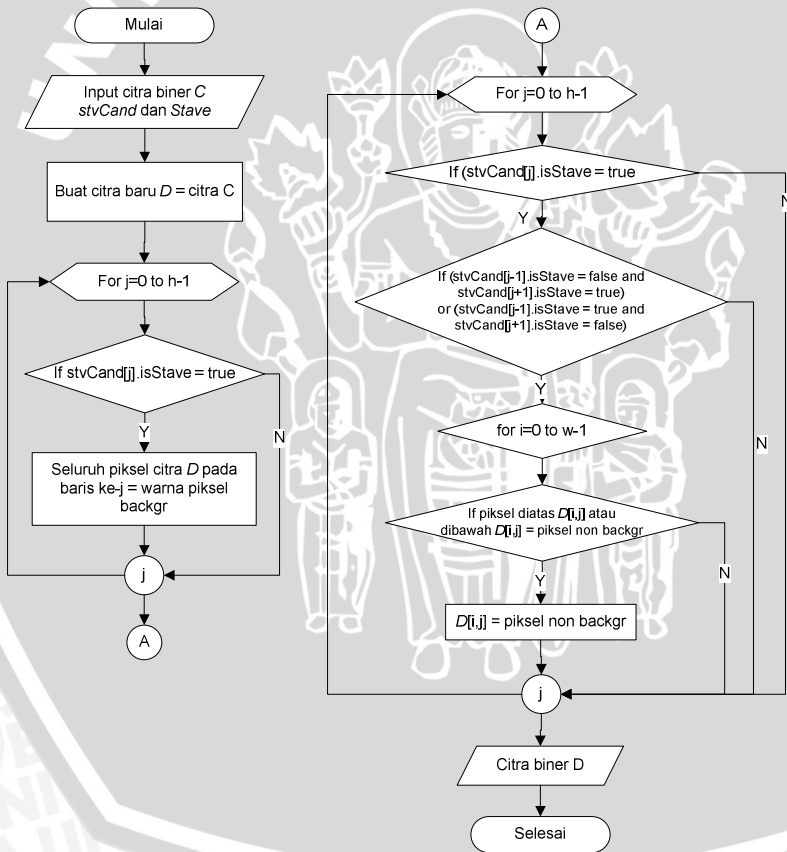 Mulai
Input citra biner C
stvCand dan Stave
Buat citra baru D = citra C
For j=0 to h-1
If stvCand[j].isStave = true
Y
N
Seluruh piksel citra D pada
baris ke-j = warna piksel
backgr
j
A
A
For j=0 to h-1
If (stvCand[j].isStave = true
N
Y
If (stvCand[j-1].isStave = false and
stvCand[j+1].isStave = true)
or (stvCand[j-1].isStave = true and
stvCand[j+1].isStave = false)
Y
N
for i=0 to w-1
If piksel diatas D[i,j] atau
dibawah D[i,j] = piksel non backgr
N
Y
D[i,j] = piksel non backgr
j
Citra biner D
Selesai